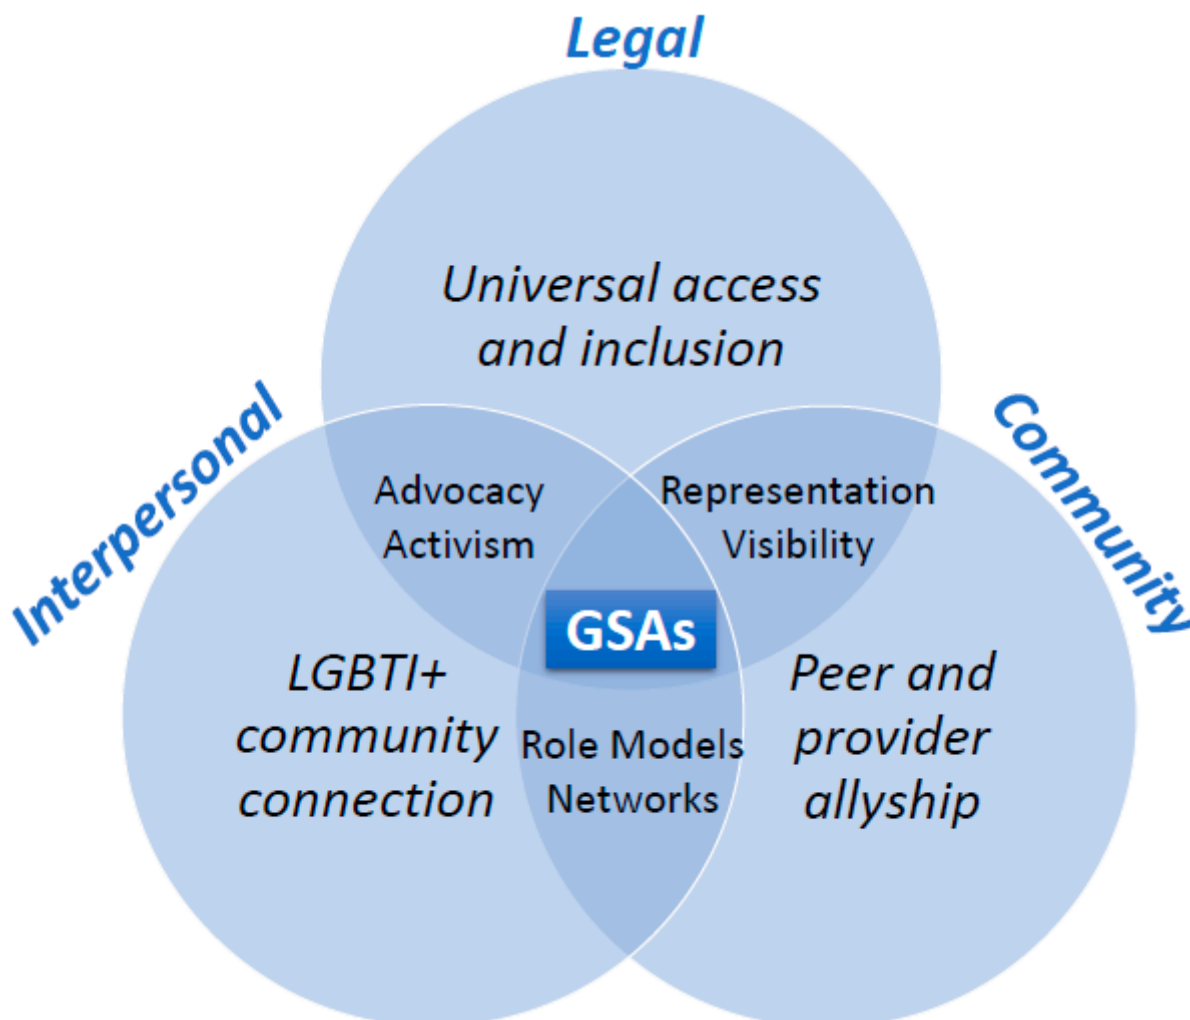 Legal
Universal access
and inclusion
Interpersonal
Community
Advocacy
Activism
Representation
Visibility
GSAs
LGBTI+
community
connection
Role Models
Networks
Peer and
provider
allyship